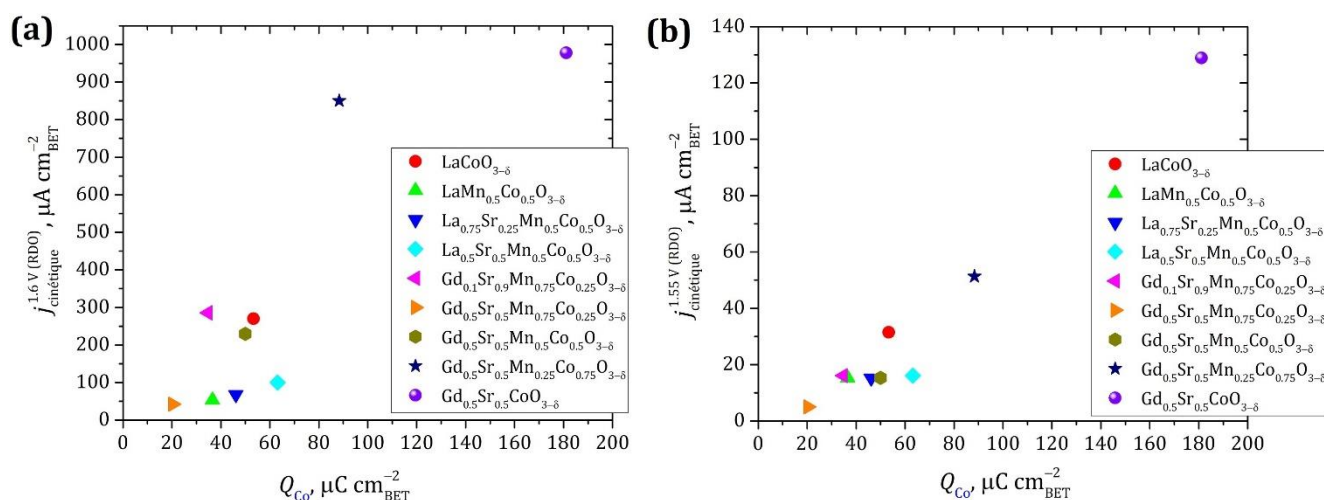 (a)
1000
900
800
700
600
500
400
300
200
100
0
j 1.6 V (RDO) cinétique , μA cm−2 BET
LaCoO3−δ
LaMn0.5Co0.5O3−δ
La0.75Sr0.25Mn0.5Co0.5O3−δ
La0.5Sr0.5Mn0.5Co0.5O3−δ
Gd0.1Sr0.9Mn0.75Co0.25O3−δ
Gd0.5Sr0.5Mn0.75Co0.25O3−δ
Gd0.5Sr0.5Mn0.5Co0.5O3−δ
Gd0.5Sr0.5Mn0.25Co0.75O3−δ
Gd0.5Sr0.5CoO3−δ
0 20 40 60 80 100 120 140 160 180 200
QCo, μC cm−2 BET
(b)
140
120
100
80
60
40
20
0
j 1.55 V (RDO) cinétique , μA cm−2 BET
LaCoO3−δ
LaMn0.5Co0.5O3−δ
La0.75Sr0.25Mn0.5Co0.5O3−δ
La0.5Sr0.5Mn0.5Co0.5O3−δ
Gd0.1Sr0.9Mn0.75Co0.25O3−δ
Gd0.5Sr0.5Mn0.75Co0.25O3−δ
Gd0.5Sr0.5Mn0.5Co0.5O3−δ
Gd0.5Sr0.5Mn0.25Co0.75O3−δ
Gd0.5Sr0.5CoO3−δ
0 20 40 60 80 100 120 140 160 180 200
QCo, μC cm−2 BET